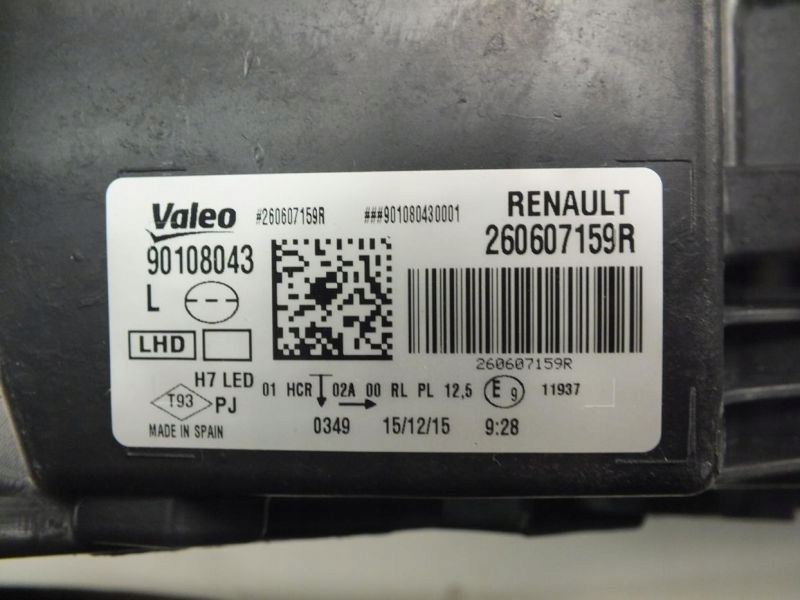 Valeo #260607159R ###901080430001 RENAULT
90108043 260607159R
L
LHD
260607159R
H7 LED 01 HCR 02A 00 RL PL 12,5 E9 11937
T93 PJ
MADE IN SPAIN 0349 15/12/15 9:28